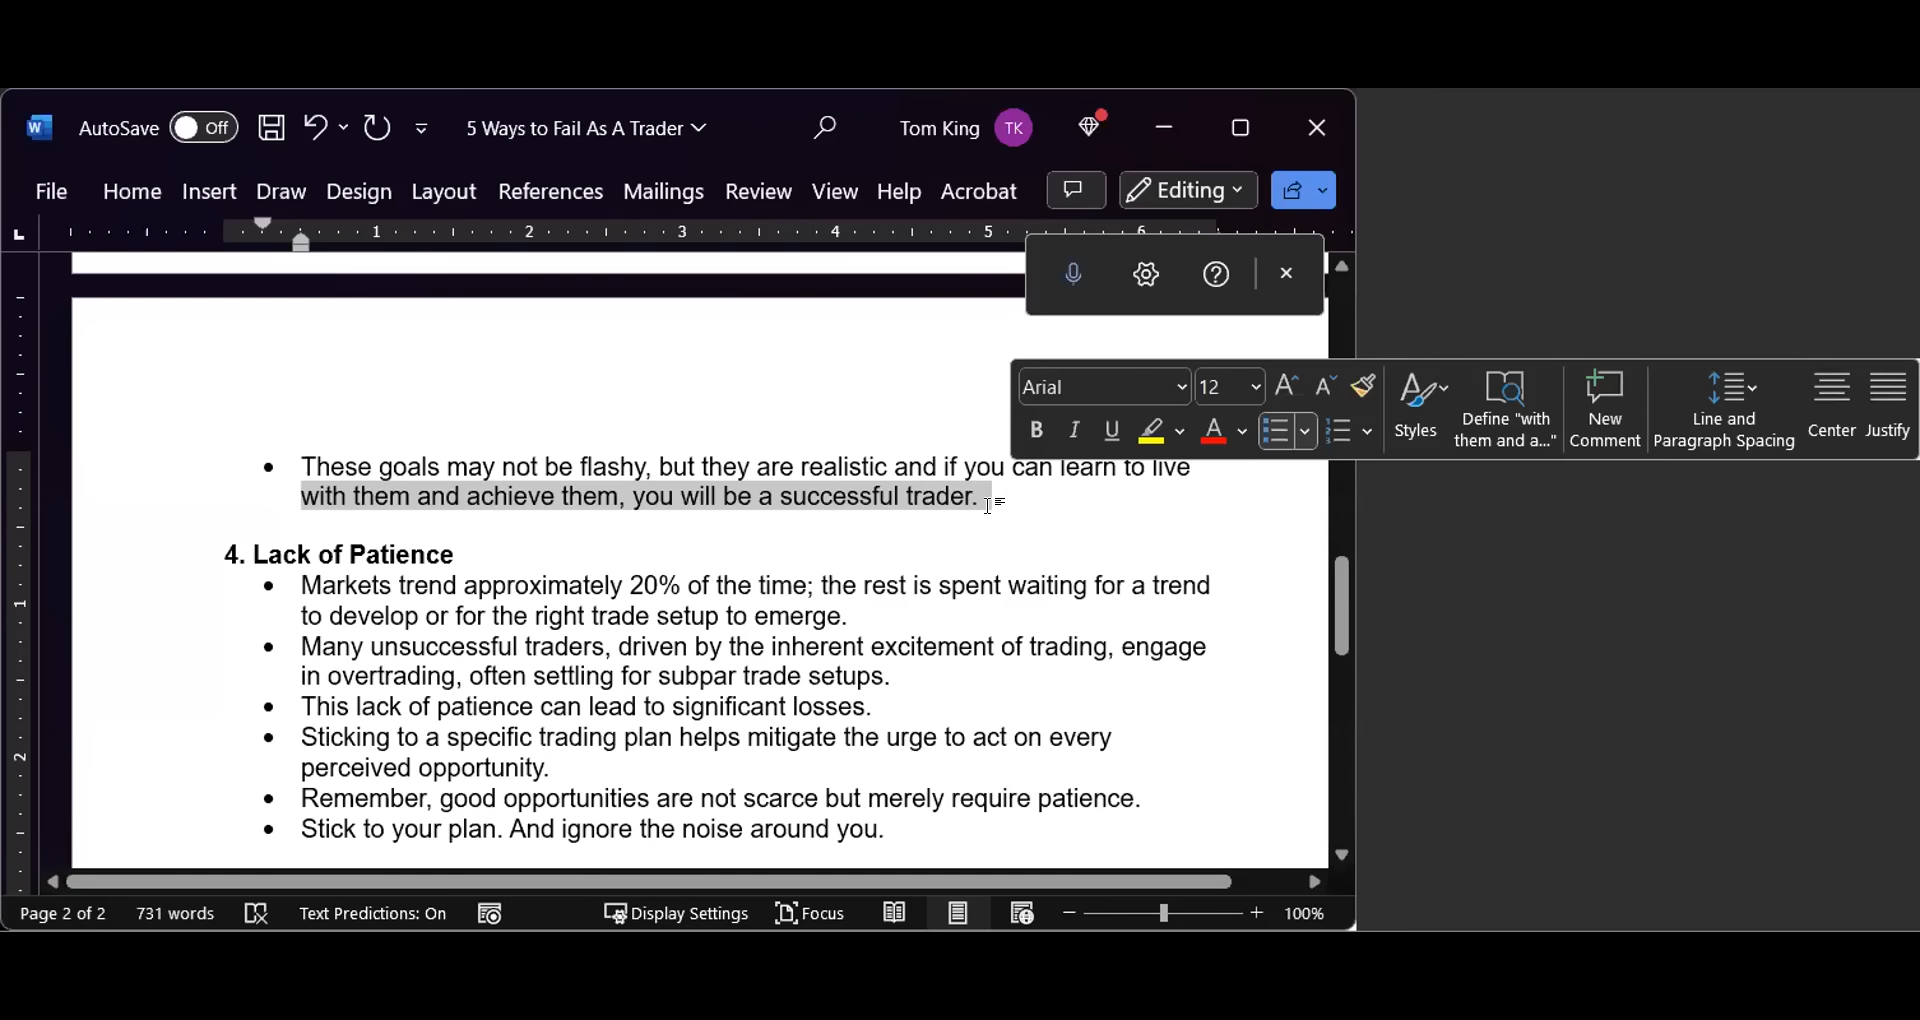 AutoSave Off 5 Ways to Fail As A Trader Tom King TK
File Home Insert Draw Design Layout References Mailings Review View Help Acrobat Editing
L 1 2 3 4 5 6
Arial 12
B I U A Styles Define "with them and a..." New Comment Line and Paragraph Spacing Center Justify
• These goals may not be flashy, but they are realistic and if you can learn to live
with them and achieve them, you will be a successful trader.
4. Lack of Patience
• Markets trend approximately 20% of the time; the rest is spent waiting for a trend
to develop or for the right trade setup to emerge.
• Many unsuccessful traders, driven by the inherent excitement of trading, engage
in overtrading, often settling for subpar trade setups.
• This lack of patience can lead to significant losses.
• Sticking to a specific trading plan helps mitigate the urge to act on every
perceived opportunity.
• Remember, good opportunities are not scarce but merely require patience.
• Stick to your plan. And ignore the noise around you.
1
2
Page 2 of 2 731 words Text Predictions: On Display Settings Focus 100%